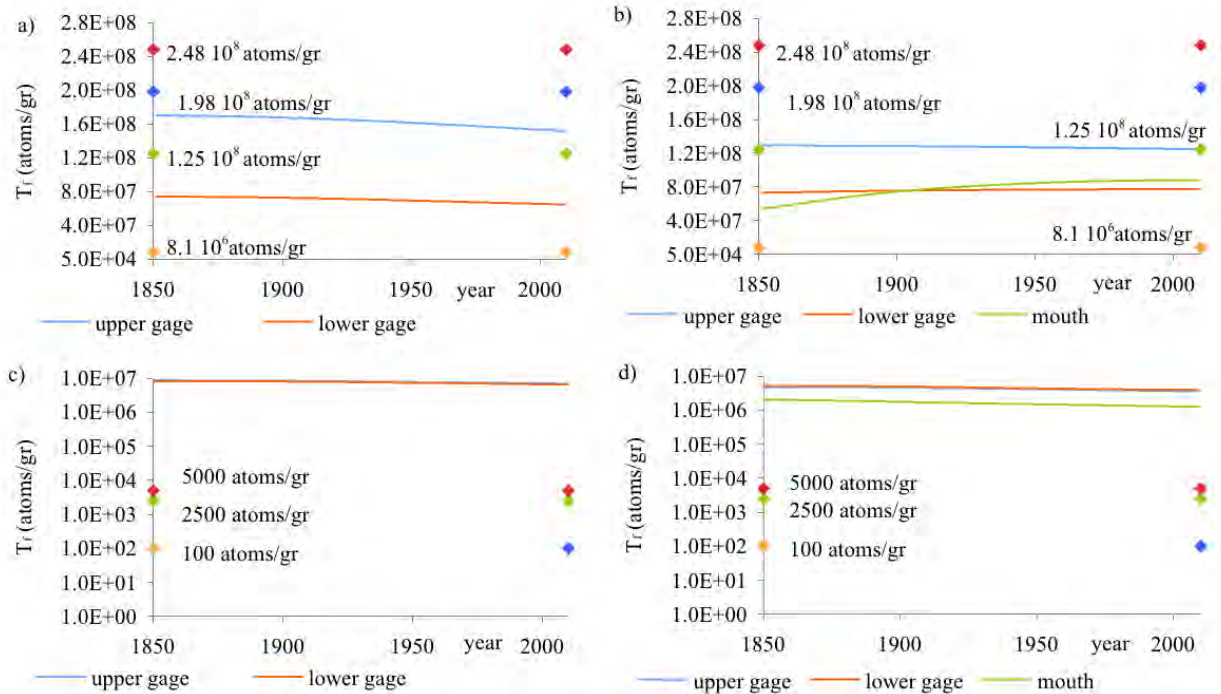 a)
T_f (atoms/gr)
2.8E+08
2.4E+08
2.0E+08
1.6E+08
1.2E+08
8.0E+07
4.0E+07
5.0E+04
2.48 10^8 atoms/gr
1.98 10^8 atoms/gr
1.25 10^8 atoms/gr
8.1 10^6 atoms/gr
1850 1900 1950 year 2000
upper gage lower gage
b)
T_f (atoms/gr)
2.8E+08
2.4E+08
2.0E+08
1.6E+08
1.2E+08
8.0E+07
4.0E+07
5.0E+04
2.48 10^8 atoms/gr
1.98 10^8 atoms/gr
1.25 10^8 atoms/gr
8.1 10^6 atoms/gr
1850 1900 1950 year 2000
upper gage lower gage mouth
c)
T_f (atoms/gr)
1.0E+07
1.0E+06
1.0E+05
1.0E+04
1.0E+03
1.0E+02
1.0E+01
1.0E+00
5000 atoms/gr
2500 atoms/gr
100 atoms/gr
1850 1900 1950 year 2000
upper gage lower gage
d)
T_f (atoms/gr)
1.0E+07
1.0E+06
1.0E+05
1.0E+04
1.0E+03
1.0E+02
1.0E+01
1.0E+00
5000 atoms/gr
2500 atoms/gr
100 atoms/gr
1850 1900 1950 year 2000
upper gage lower gage mouth